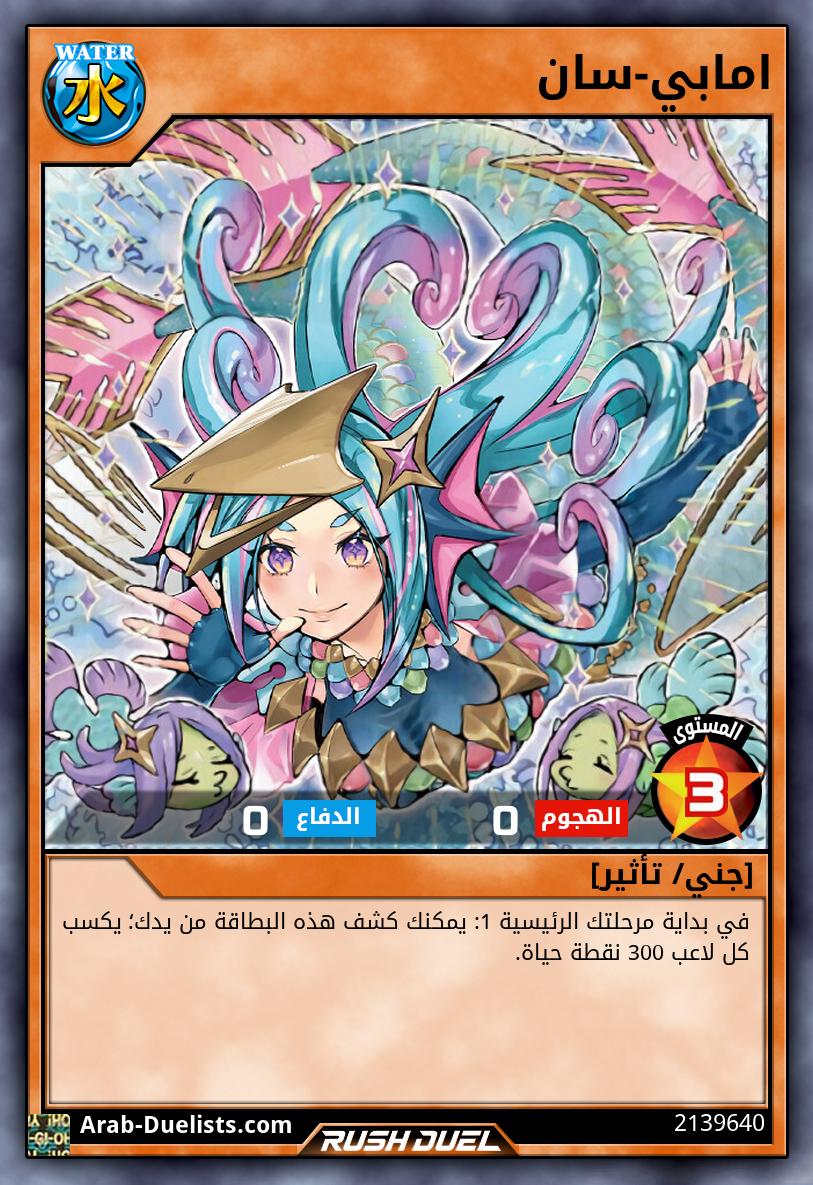 WATER
水
امابي-سان
المستوى
3
الهجوم 0 الدفاع 0
[جني/ تأثير]
في بداية مرحلتك الرئيسية 1: يمكنك كشف هذه البطاقة من يدك؛ يكسب
كل لاعب 300 نقطة حياة.
Arab-Duelists.com
RUSH DUEL
2139640